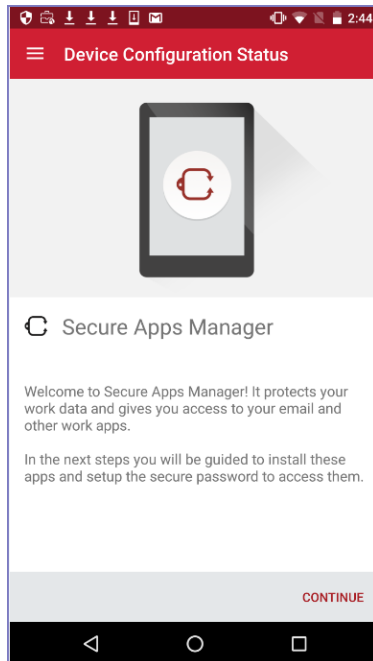 2:44
Device Configuration Status
Secure Apps Manager
Welcome to Secure Apps Manager! It protects your
work data and gives you access to your email and
other work apps.
In the next steps you will be guided to install these
apps and setup the secure password to access them.
CONTINUE